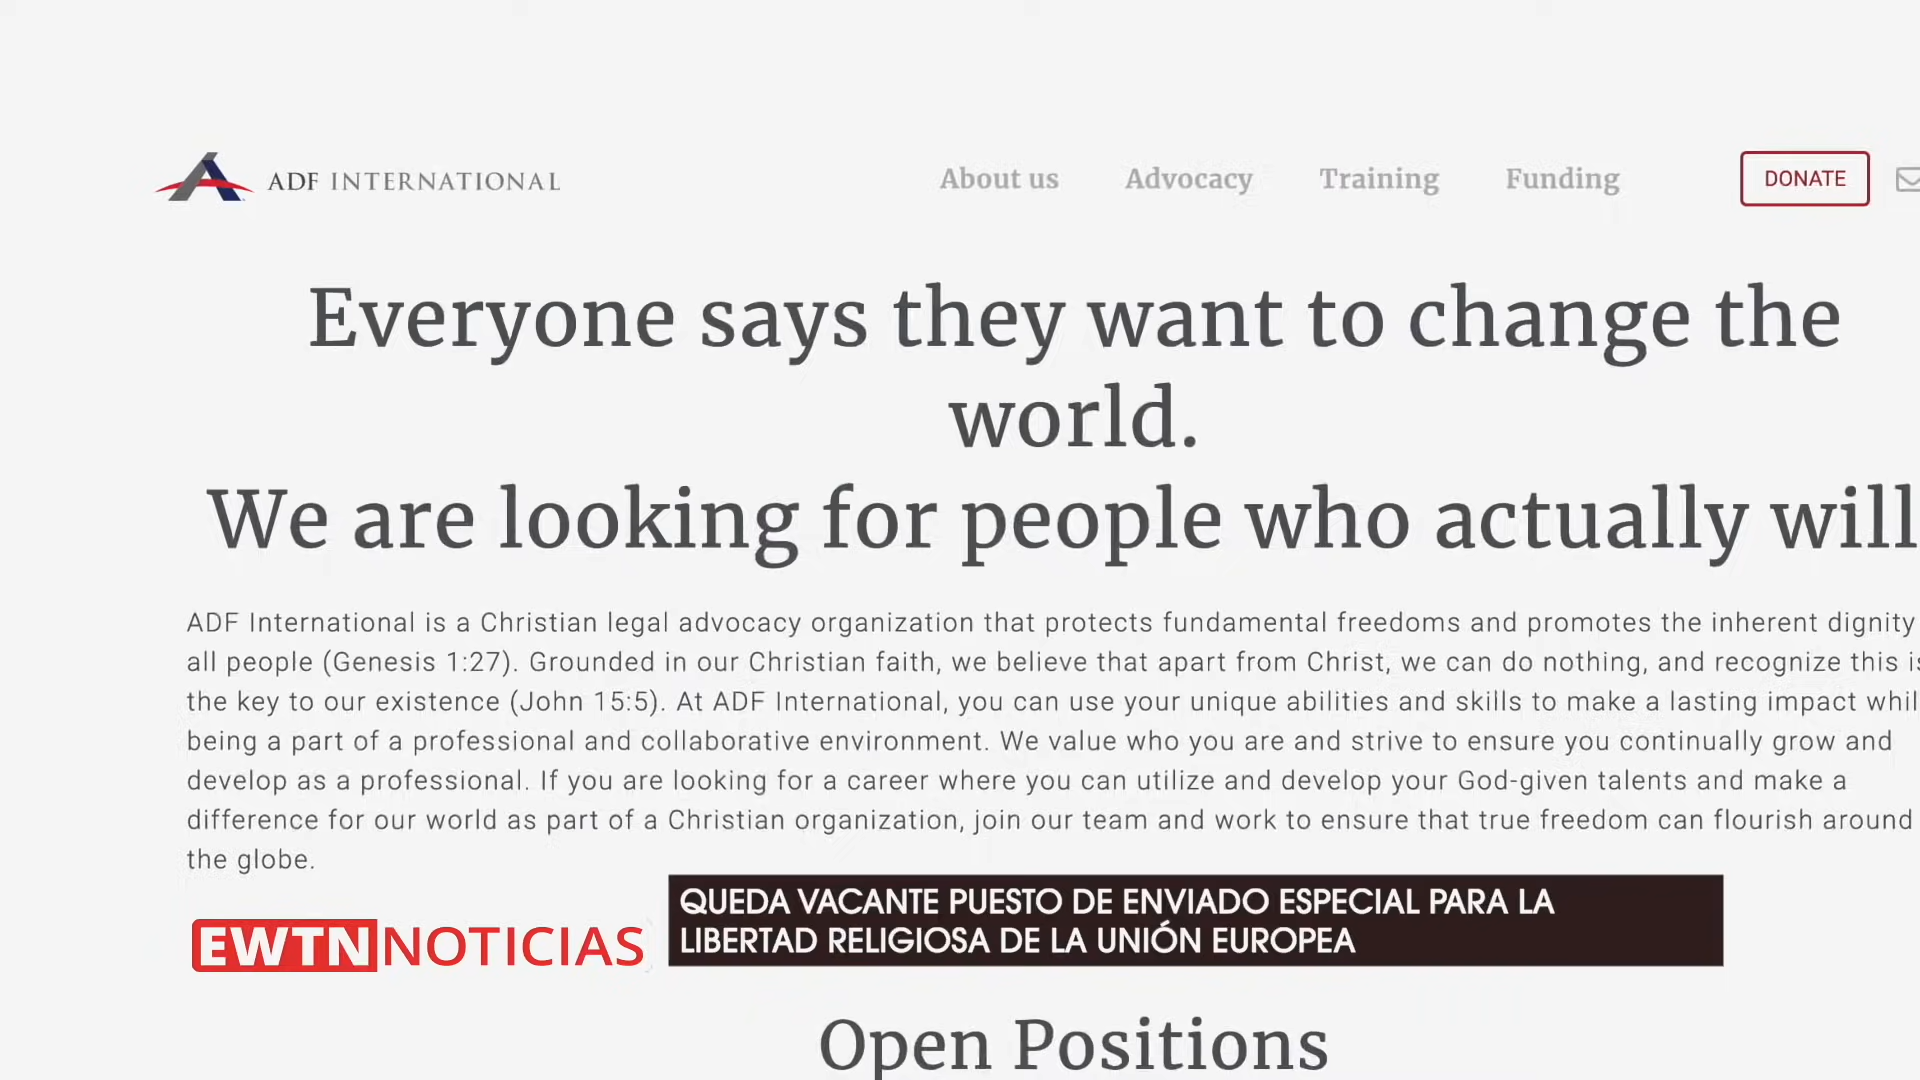 ADF INTERNATIONAL
About us Advocacy Training Funding DONATE
Everyone says they want to change the
world.
We are looking for people who actually will
ADF International is a Christian legal advocacy organization that protects fundamental freedoms and promotes the inherent dignity
all people (Genesis 1:27). Grounded in our Christian faith, we believe that apart from Christ, we can do nothing, and recognize this is
the key to our existence (John 15:5). At ADF International, you can use your unique abilities and skills to make a lasting impact whil
being a part of a professional and collaborative environment. We value who you are and strive to ensure you continually grow and
develop as a professional. If you are looking for a career where you can utilize and develop your God-given talents and make a
difference for our world as part of a Christian organization, join our team and work to ensure that true freedom can flourish around
the globe.
QUEDA VACANTE PUESTO DE ENVIADO ESPECIAL PARA LA
LIBERTAD RELIGIOSA DE LA UNIÓN EUROPEA
EWTN NOTICIAS
Open Positions